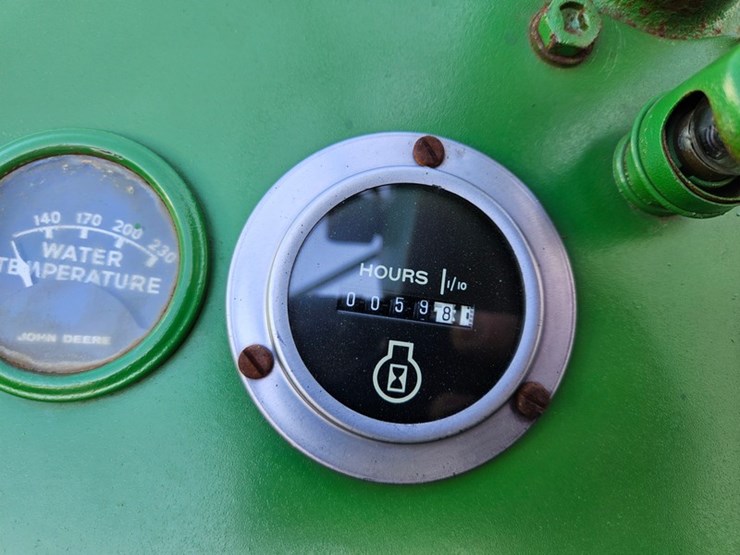 140 170 200 230
WATER
TEMPERATURE
JOHN DEERE
HOURS 1/10
0 0 5 9 8